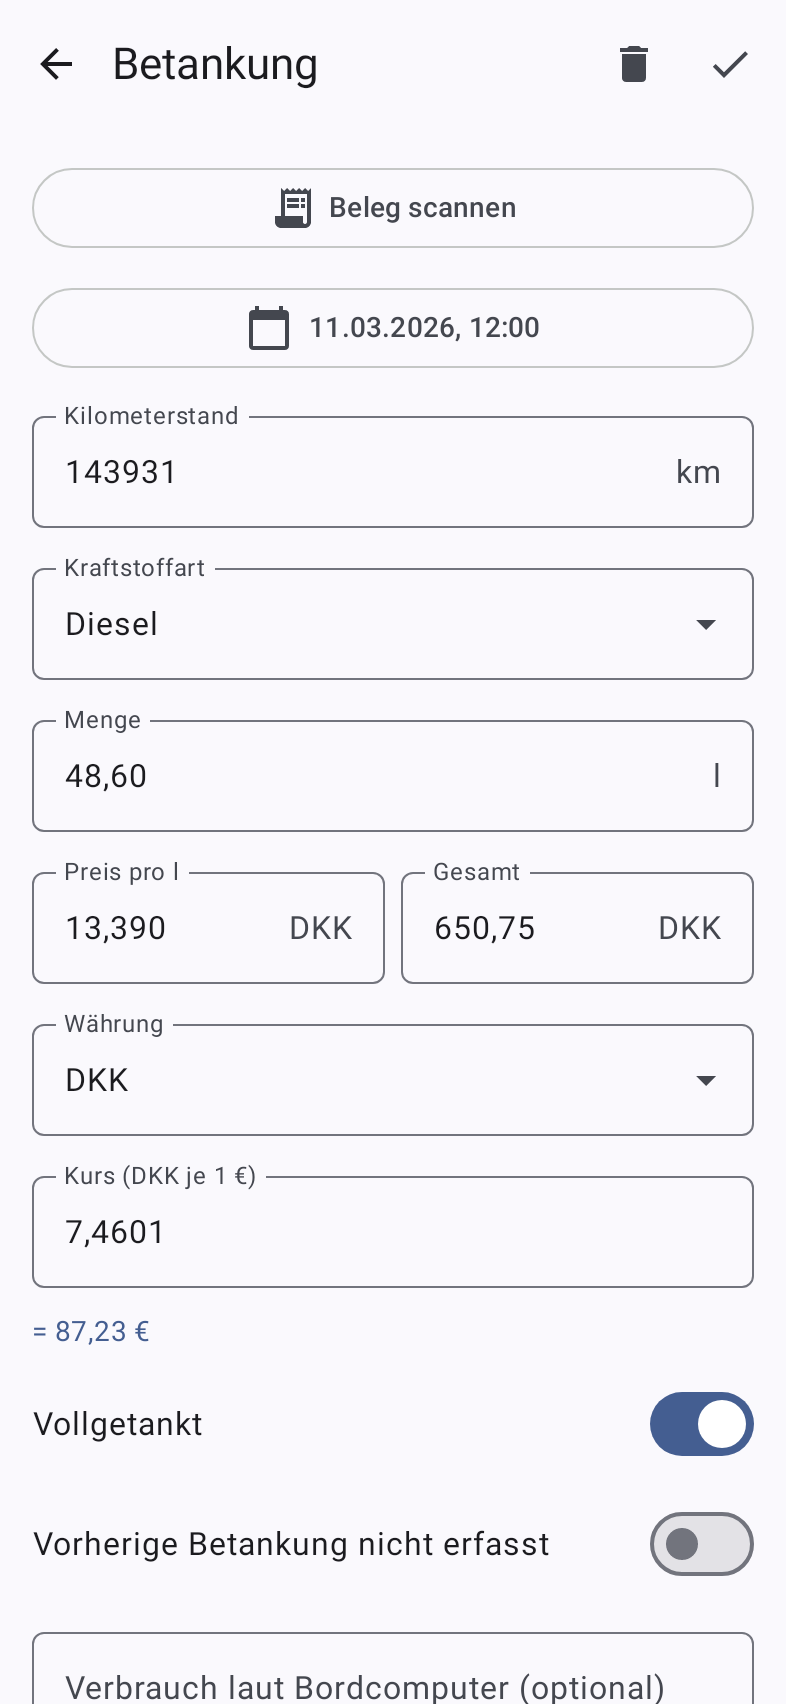 Betankung
Beleg scannen
11.03.2026, 12:00
Kilometerstand
143931 km
Kraftstoffart
Diesel
Menge
48,60 l
Preis pro l
13,390 DKK
Gesamt
650,75 DKK
Währung
DKK
Kurs (DKK je 1 €)
7,4601
= 87,23 €
Vollgetankt
Vorherige Betankung nicht erfasst
Verbrauch laut Bordcomputer (optional)